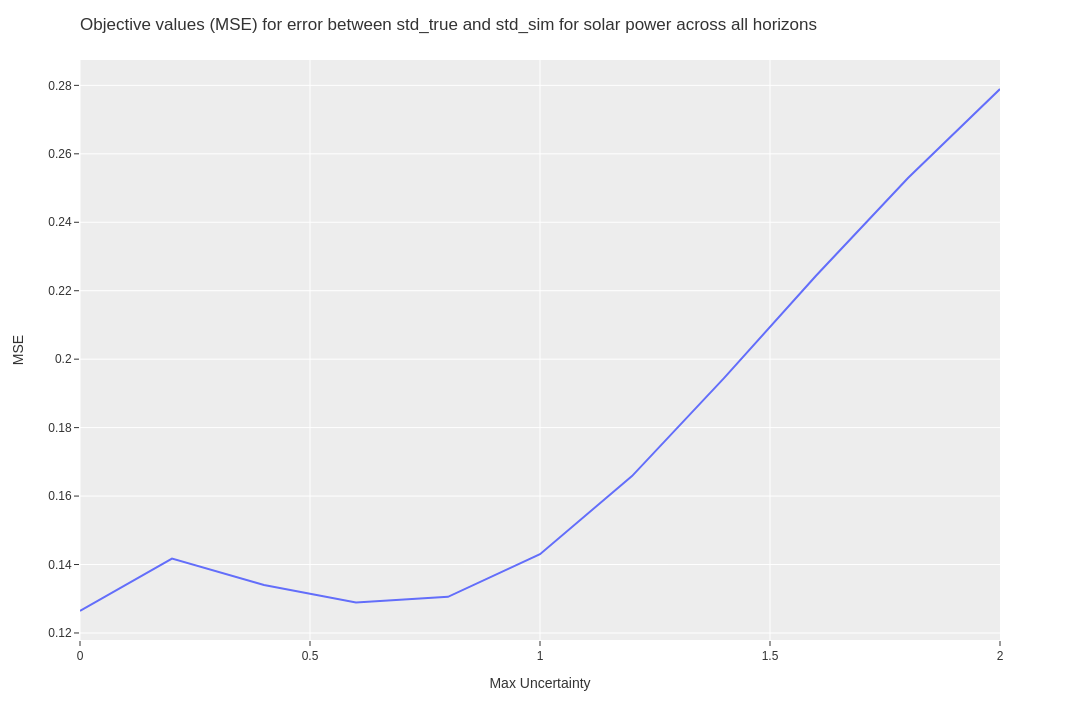 Objective values (MSE) for error between std_true and std_sim for solar power across all horizons
0.28
0.26
0.24
0.22
0.2
0.18
0.16
0.14
0.12
MSE
0 0.5 1 1.5 2
Max Uncertainty